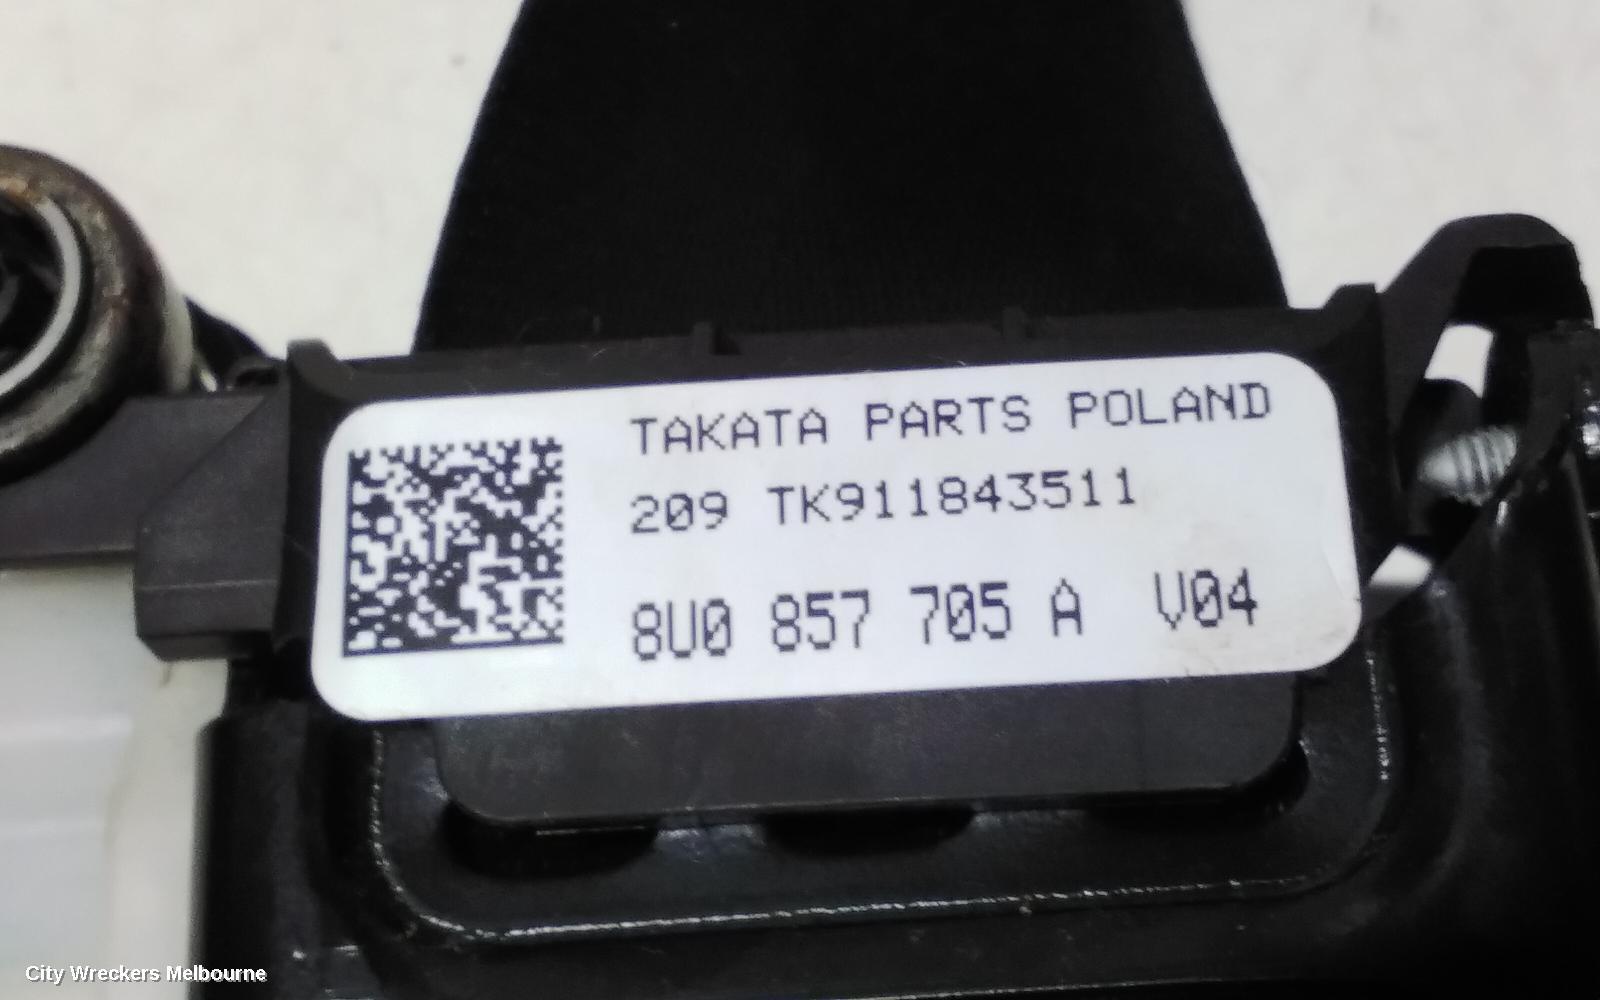 TAKATA PARTS POLAND
209 TK911843511
8U0 857 705 A V04
City Wreckers Melbourne